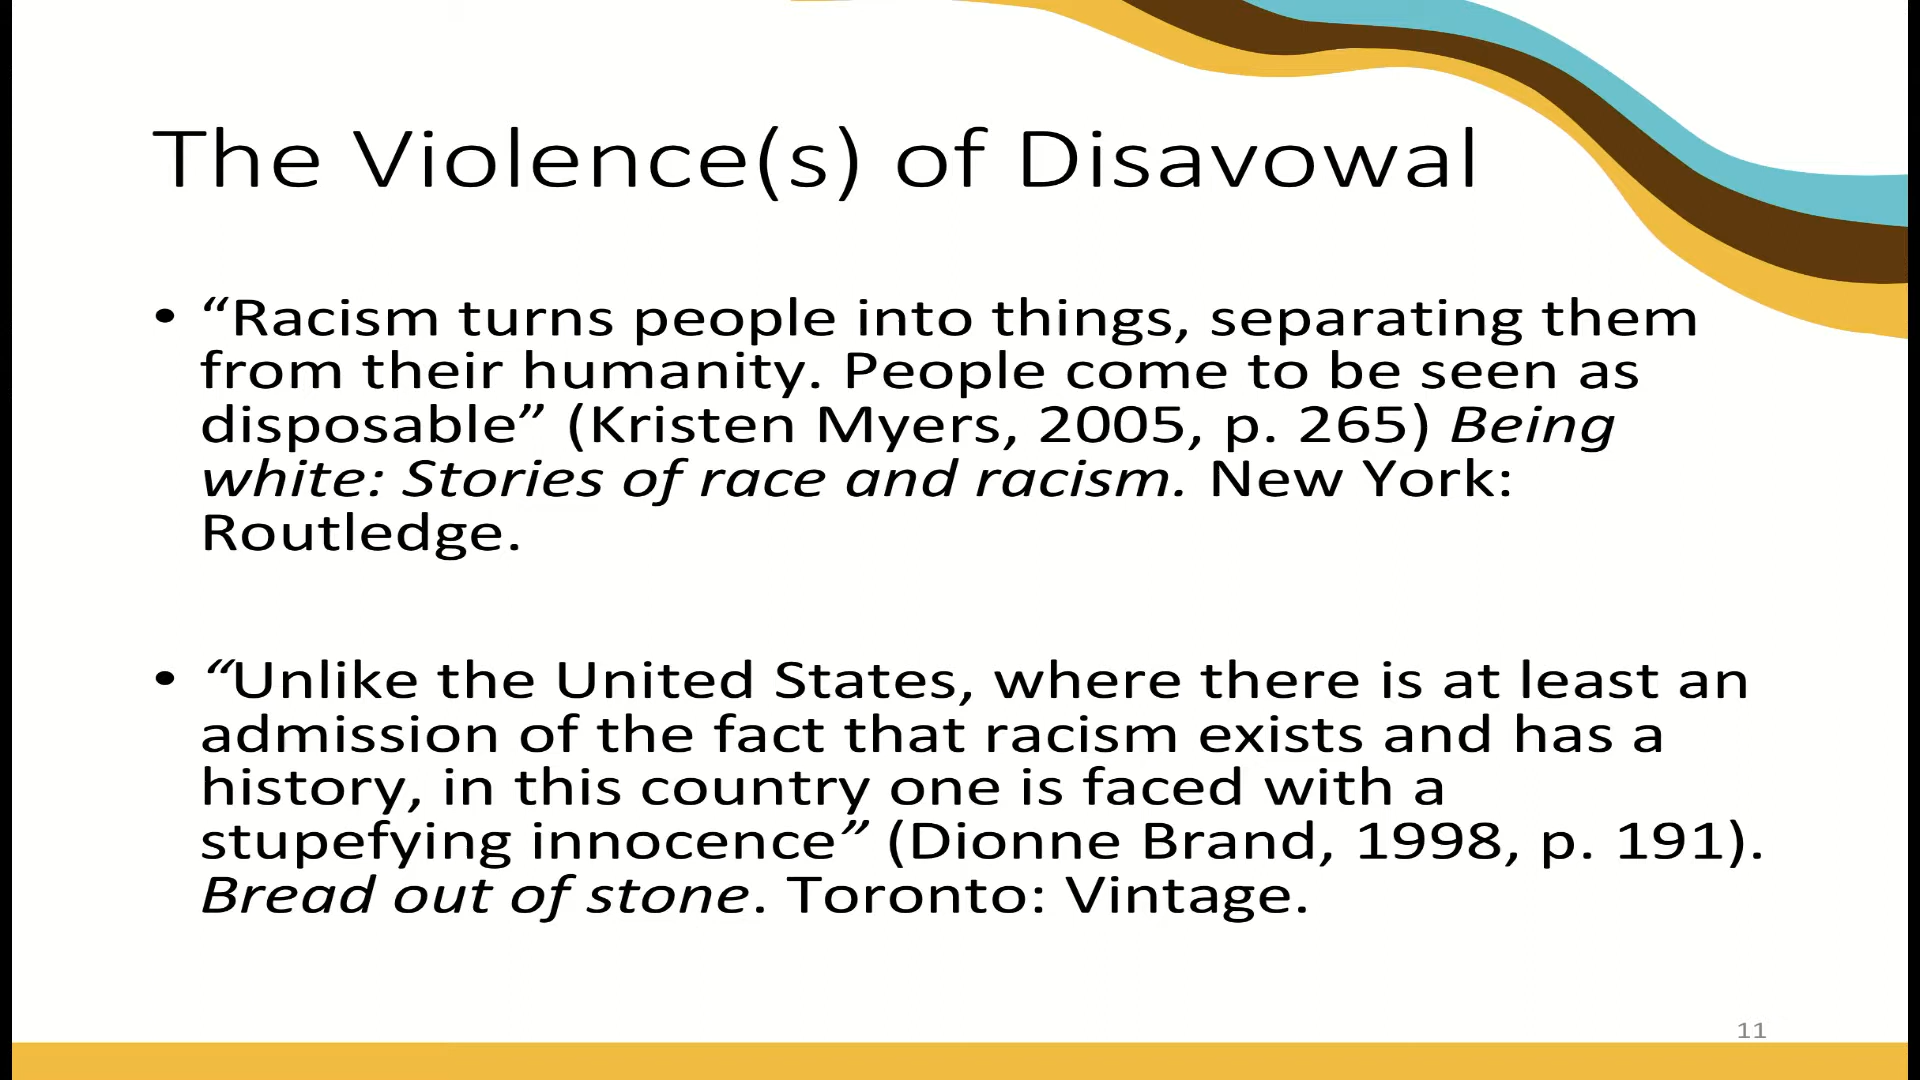 The Violence(s) of Disavowal
• “Racism turns people into things, separating them
from their humanity. People come to be seen as
disposable” (Kristen Myers, 2005, p. 265) Being
white: Stories of race and racism. New York:
Routledge.
• “Unlike the United States, where there is at least an
admission of the fact that racism exists and has a
history, in this country one is faced with a
stupefying innocence” (Dionne Brand, 1998, p. 191).
Bread out of stone. Toronto: Vintage.
11